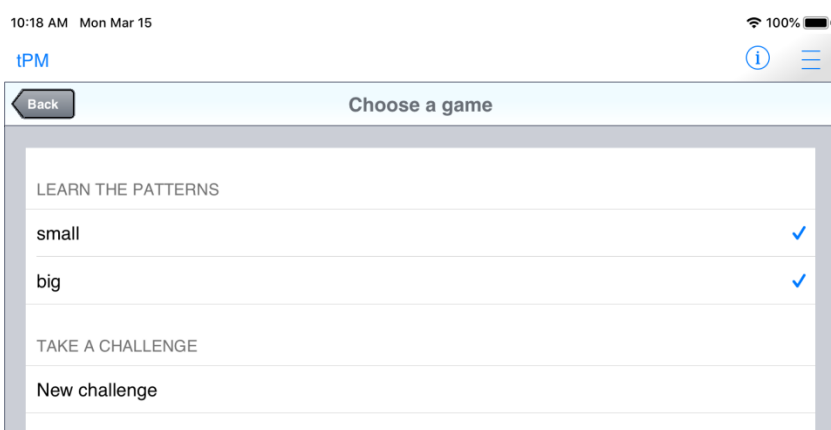 10:18 AM Mon Mar 15 100%
tPM
Back Choose a game
LEARN THE PATTERNS
small
big
TAKE A CHALLENGE
New challenge